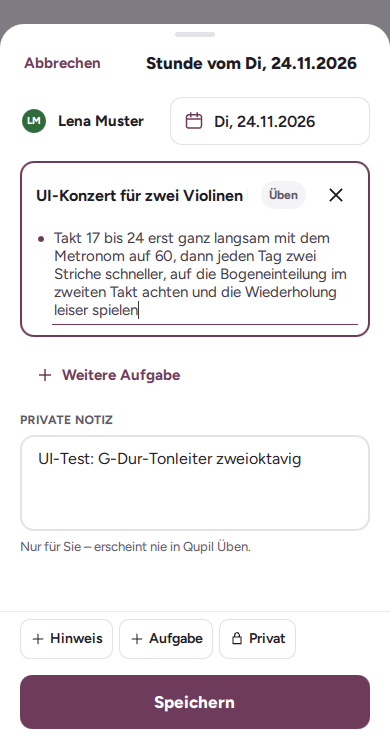 Abbrechen
Stunde vom Di, 24.11.2026
LM
Lena Muster
Di, 24.11.2026
UI-Konzert für zwei Violinen
Üben
Takt 17 bis 24 erst ganz langsam mit dem
Metronom auf 60, dann jeden Tag zwei
Striche schneller, auf die Bogeneinteilung im
zweiten Takt achten und die Wiederholung
leiser spielen
Weitere Aufgabe
PRIVATE NOTIZ
UI-Test: G-Dur-Tonleiter zweioktavig
Nur für Sie – erscheint nie in Qupil Üben.
Hinweis
Aufgabe
Privat
Speichern